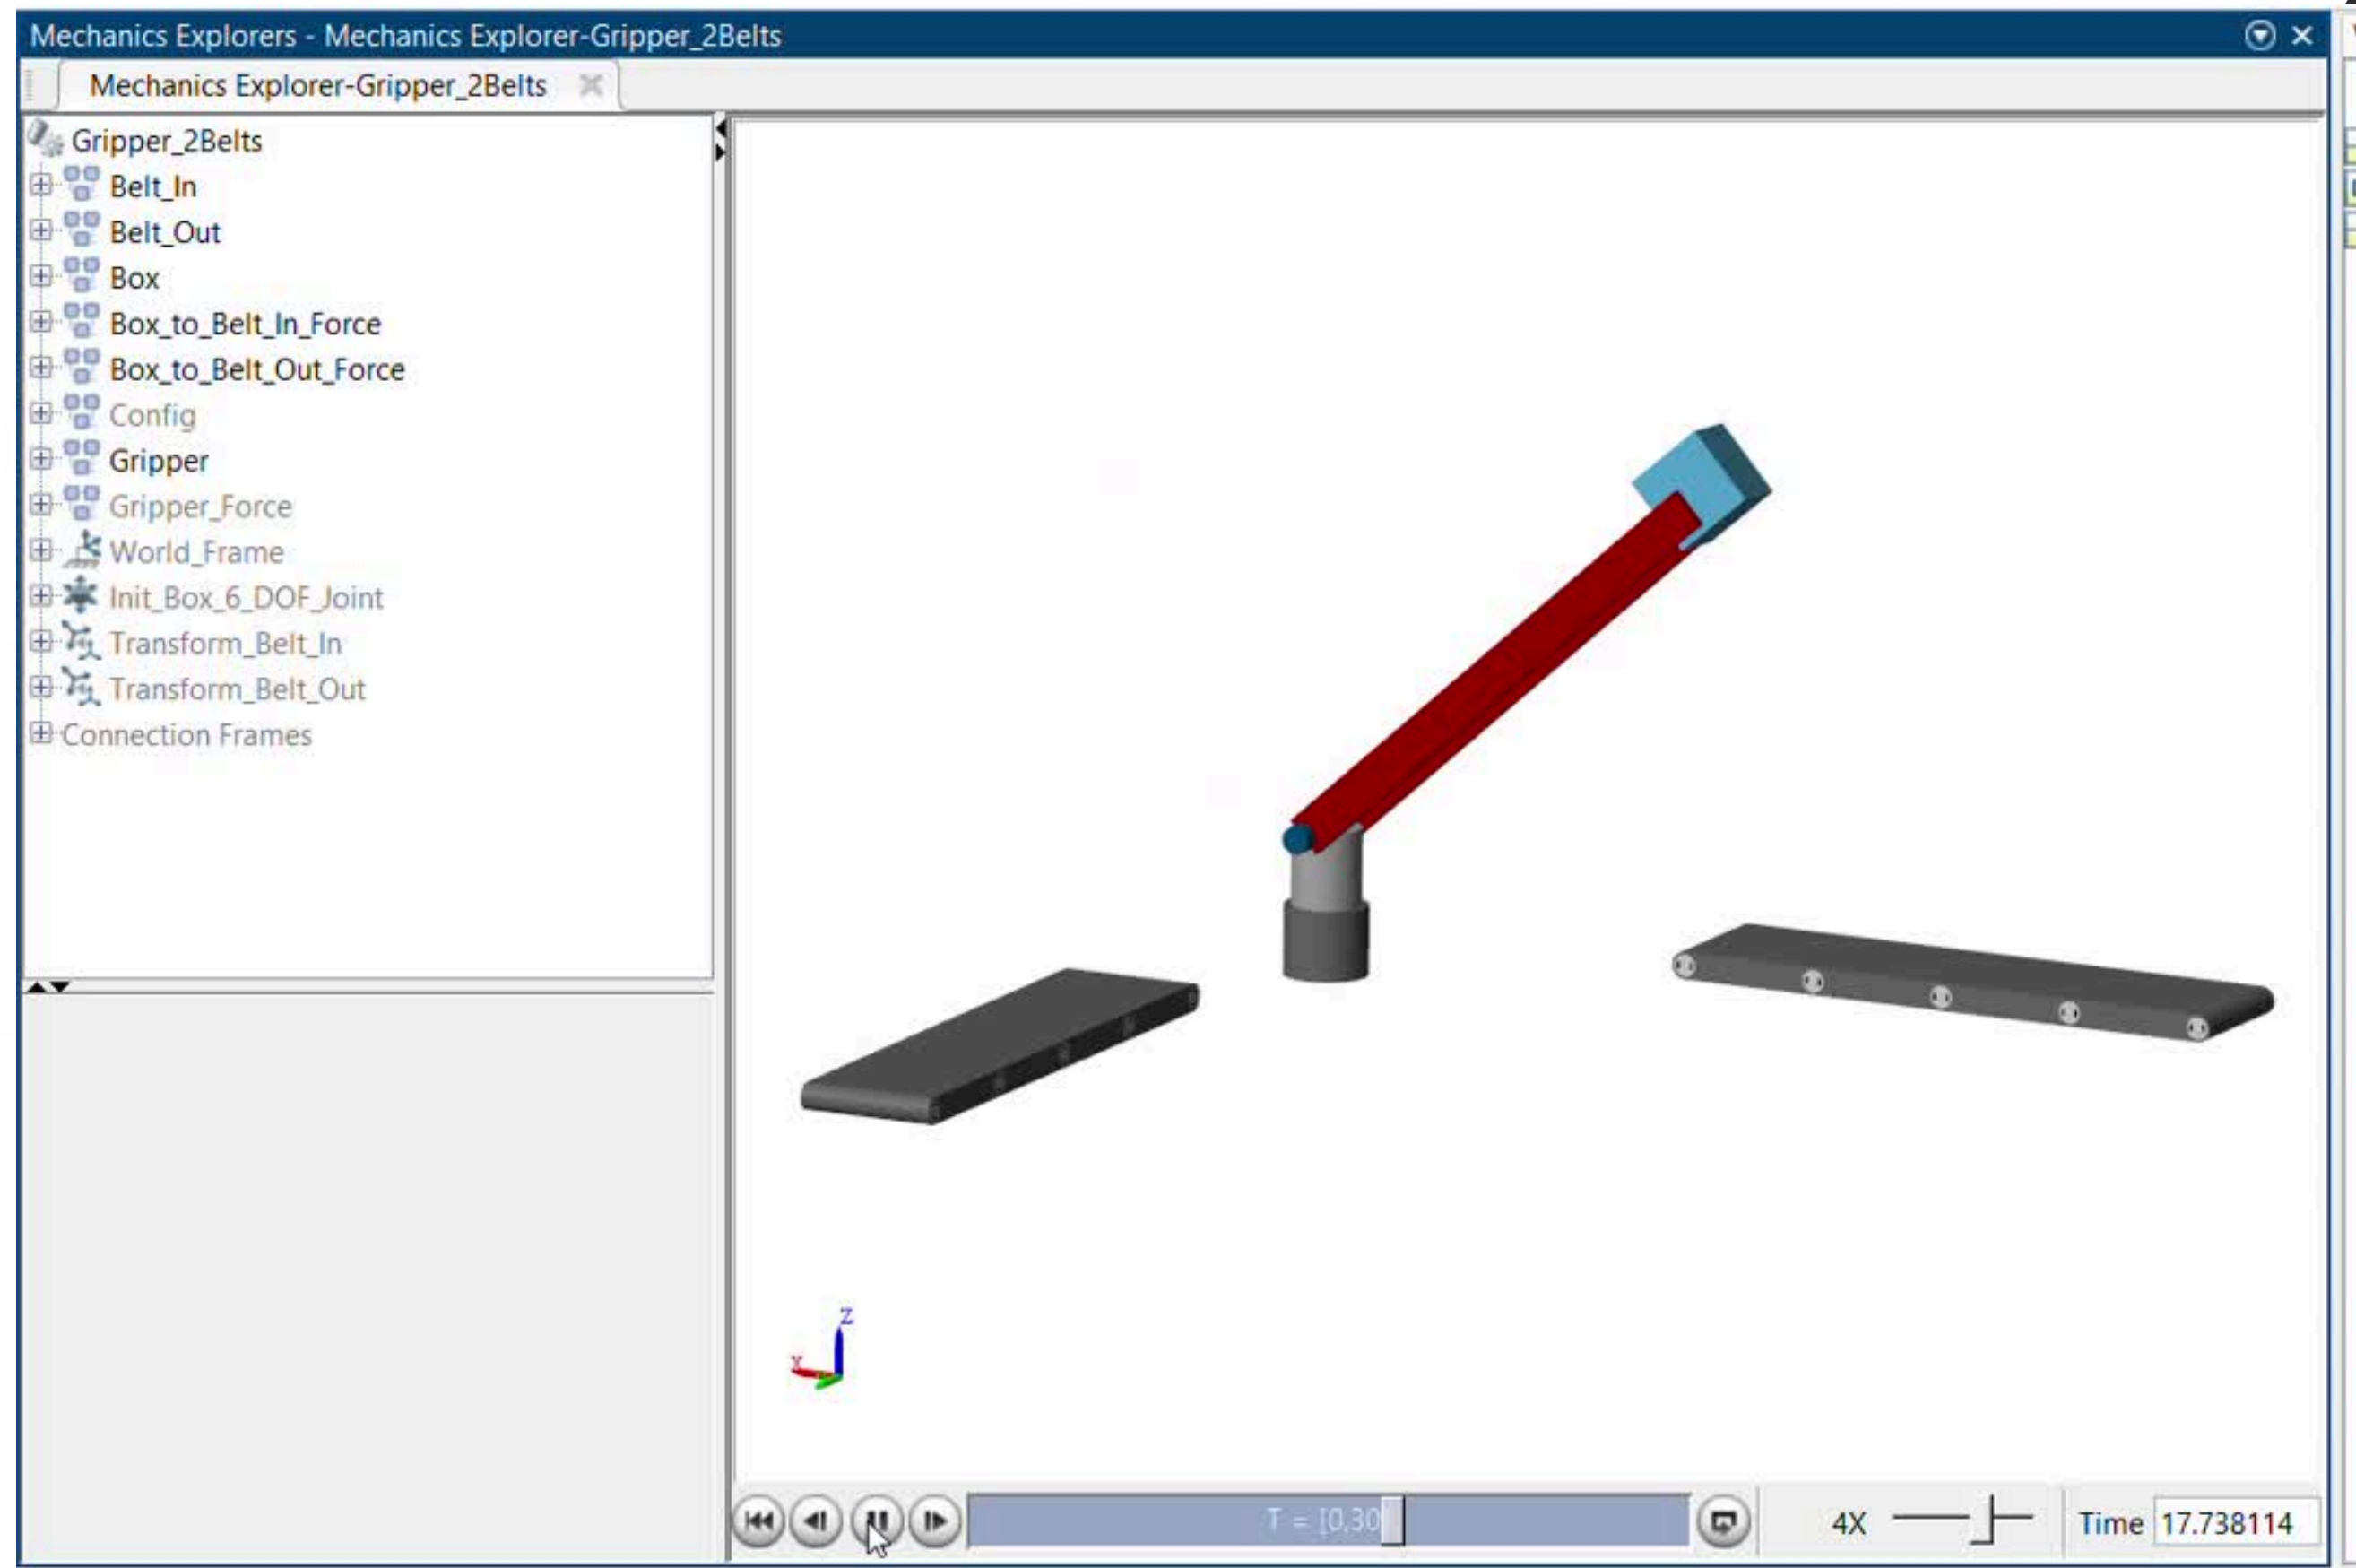 Mechanics Explorers - Mechanics Explorer-Gripper_2Belts
Mechanics Explorer-Gripper_2Belts
Gripper_2Belts
Belt_In
Belt_Out
Box
Box_to_Belt_In_Force
Box_to_Belt_Out_Force
Config
Gripper
Gripper_Force
World_Frame
Init_Box_6_DOF_Joint
Transform_Belt_In
Transform_Belt_Out
Connection Frames
Z
T = [0,30
4X
Time 17.738114